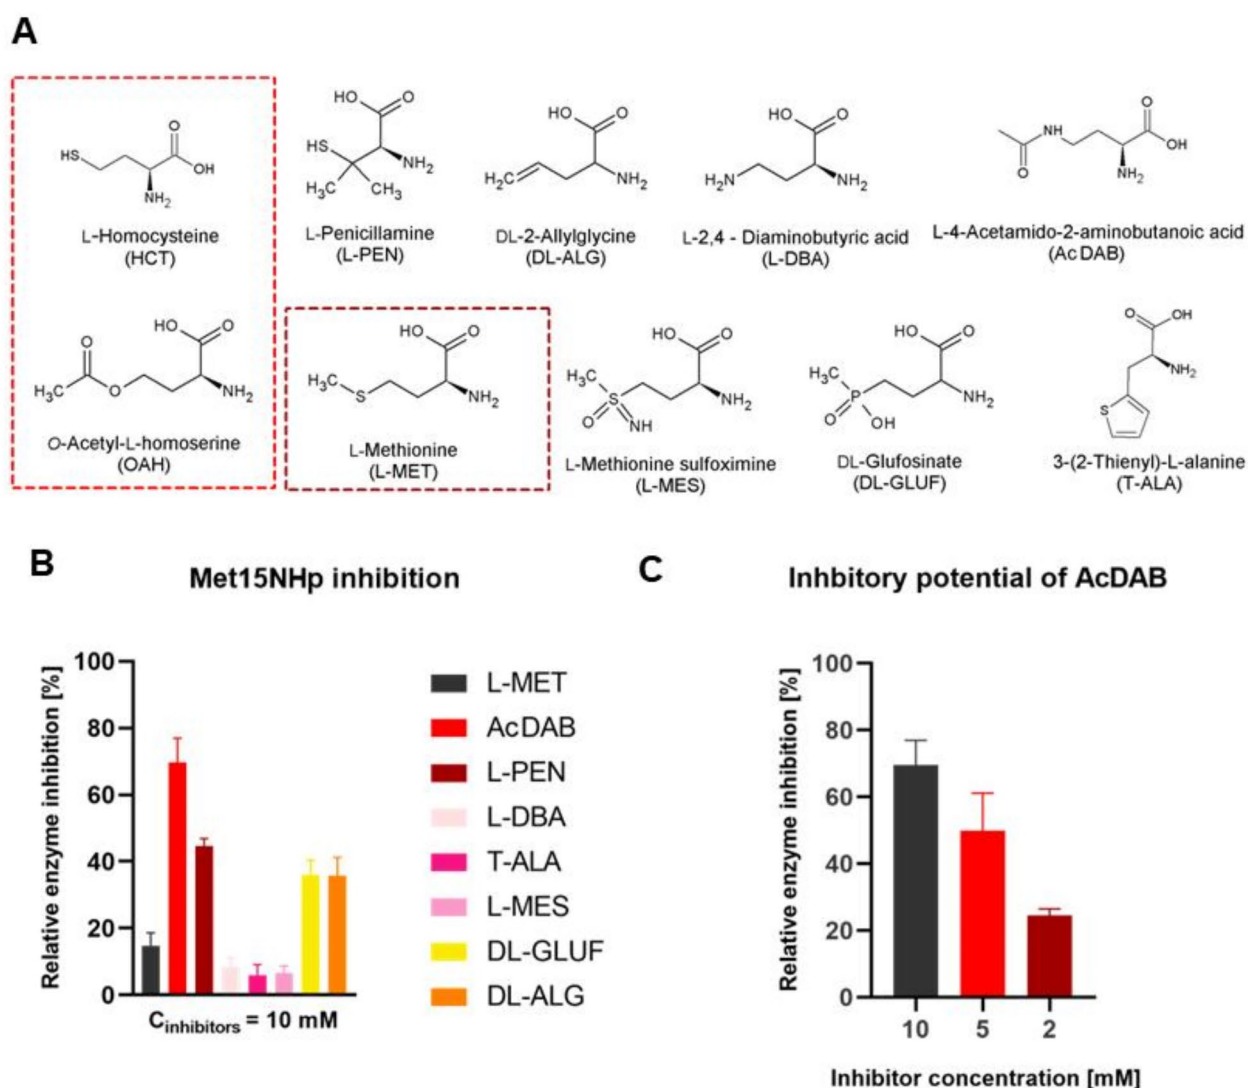 A
HS
O
OH
NH2
L-Homocysteine
(HCT)
HO
O
HS
NH2
H3C
CH3
L-Penicillamine
(L-PEN)
HO
O
H2C
NH2
DL-2-Allylglycine
(DL-ALG)
HO
O
H2N
NH2
L-2,4 - Diaminobutyric acid
(L-DBA)
O
NH
OH
O
NH2
L-4-Acetamido-2-aminobutanoic acid
(AcDAB)
HO
O
O
H3C
O
NH2
O-Acetyl-L-homoserine
(OAH)
HO
O
H3C
S
NH2
L-Methionine
(L-MET)
HO
O
H3C
S
NH2
O
NH
L-Methionine sulfoximine
(L-MES)
HO
O
H3C
P
NH2
O
OH
DL-Glufosinate
(DL-GLUF)
O
OH
NH2
S
3-(2-Thienyl)-L-alanine
(T-ALA)
B
Met15NHp inhibition
Relative enzyme inhibition [%]
100
80
60
40
20
0
Cinhibitors = 10 mM
L-MET
AcDAB
L-PEN
L-DBA
T-ALA
L-MES
DL-GLUF
DL-ALG
C
Inhbitory potential of AcDAB
Relative enzyme inhibition [%]
100
80
60
40
20
0
10
5
2
Inhibitor concentration [mM]